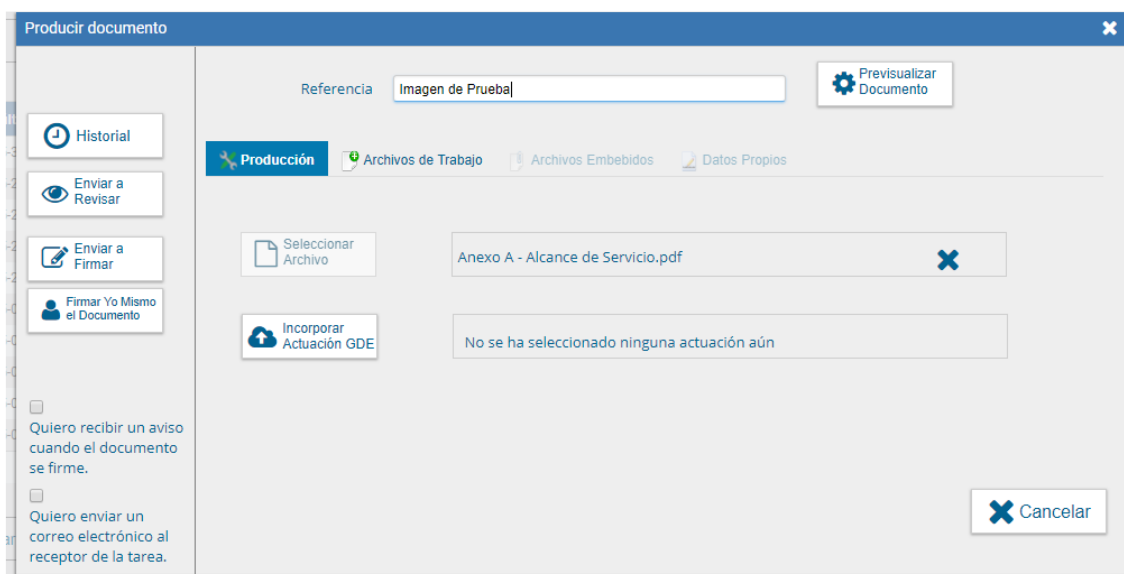 Producir documento
Referencia
Imagen de Prueba
Previsualizar
Documento
Historial
Enviar a
Revisar
Enviar a
Firmar
Firmar Yo Mismo
el Documento
Quiero recibir un aviso
cuando el documento
se firme.
Quiero enviar un
correo electrónico al
receptor de la tarea.
Producción
Archivos de Trabajo
Archivos Embebidos
Datos Propios
Seleccionar
Archivo
Anexo A - Alcance de Servicio.pdf
Incorporar
Actuación GDE
No se ha seleccionado ninguna actuación aún
Cancelar